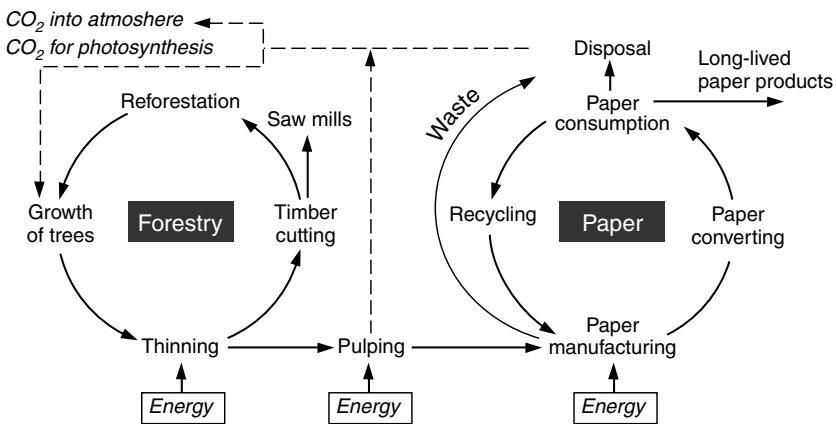 CO2 into atmoshere
CO2 for photosynthesis
Disposal
Long-lived
paper products
Reforestation
Saw mills
Waste
Paper
consumption
Growth
of trees
Forestry
Timber
cutting
Recycling
Paper
Paper
converting
Thinning
Pulping
Paper
manufacturing
Energy
Energy
Energy